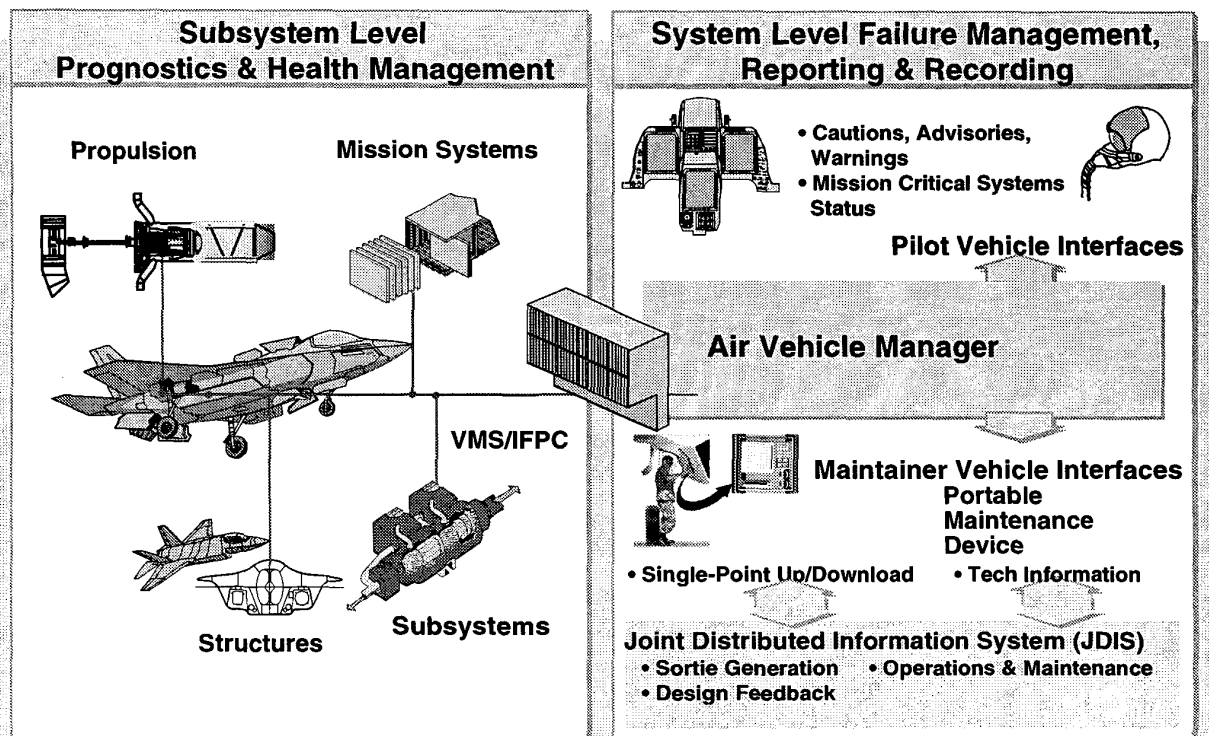 Subsystem Level
Prognostics & Health Management
Propulsion
Mission Systems
VMS/IFPC
Structures
Subsystems
System Level Failure Management,
Reporting & Recording
• Cautions, Advisories,
Warnings
• Mission Critical Systems
Status
Pilot Vehicle Interfaces
Air Vehicle Manager
Maintainer Vehicle Interfaces
Portable
Maintenance
Device
• Single-Point Up/Download
• Tech Information
Joint Distributed Information System (JDIS)
• Sortie Generation • Operations & Maintenance
• Design Feedback